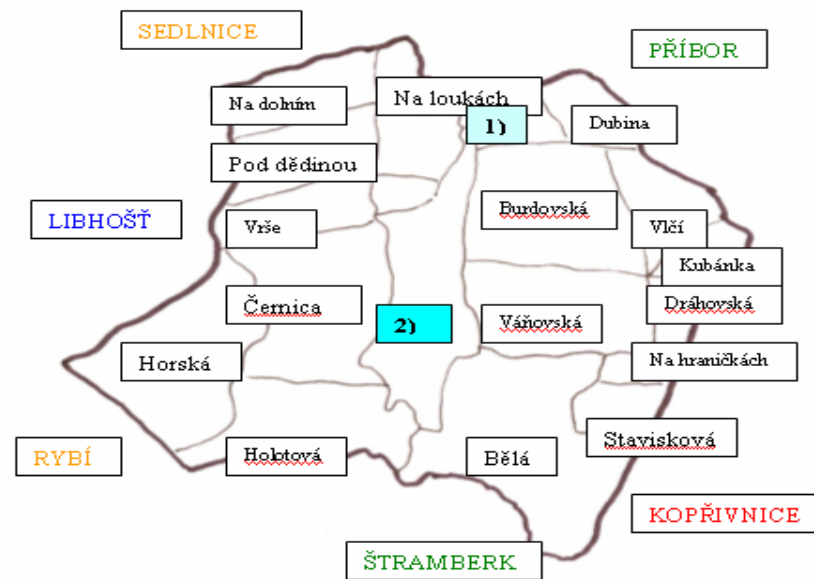 SEDLNICE
PŘÍBOR
Na dolním
Na loukách
1)
Dubina
Pod dědinou
LIBHOŠŤ
Vrše
Burdovská
Vlčí
Kubánka
Černica
2)
Váňovská
Dráhovská
Horská
Na hraničkách
RYBÍ
Holotová
Bělá
Stavisková
KOPŘIVNICE
ŠTRAMBERK